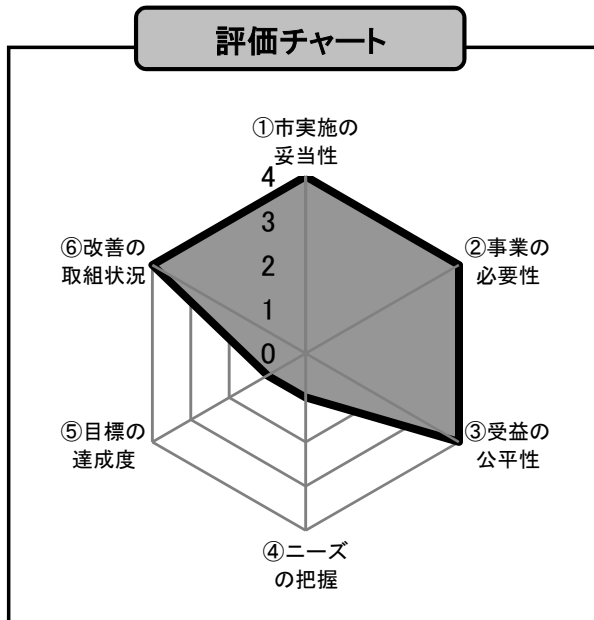 評価チャート
①市実施の
妥当性
4
3
2
1
0
②事業の
必要性
③受益の
公平性
④ニーズ
の把握
⑤目標の
達成度
⑥改善の
取組状況